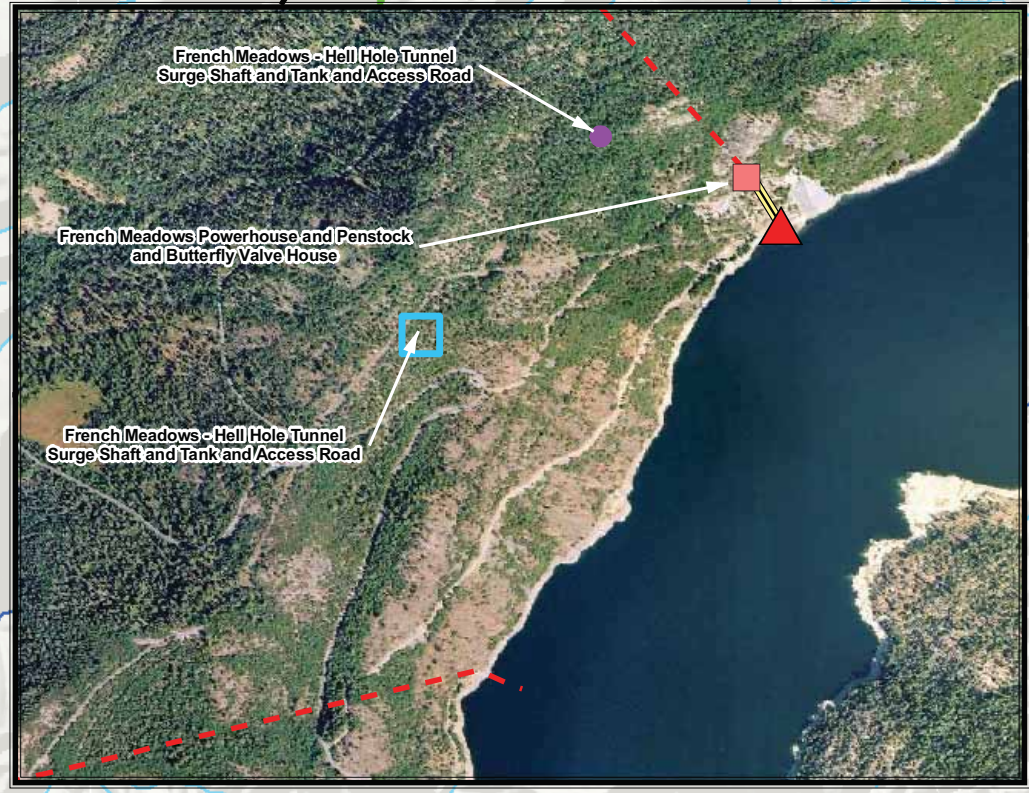 French Meadows - Hell Hole Tunnel
Surge Shaft and Tank and Access Road
French Meadows Powerhouse and Penstock
and Butterfly Valve House
French Meadows - Hell Hole Tunnel
Surge Shaft and Tank and Access Road